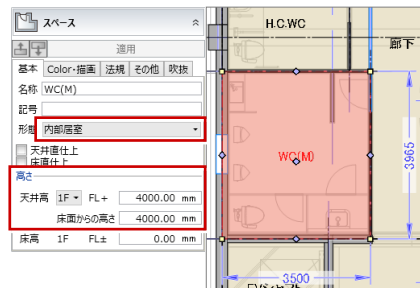 スペース
適用
基本 Color・描画 法規 その他 吹抜
名称 WC(M)
記号
形態 内部居室
天井直仕上
床直仕上
高さ
天井高 1F FL+ 4000.00 mm
床面からの高さ 4000.00 mm
床高 1F FL± 0.00 mm
H.C.WC
廊下
WC(M)
3965
3500